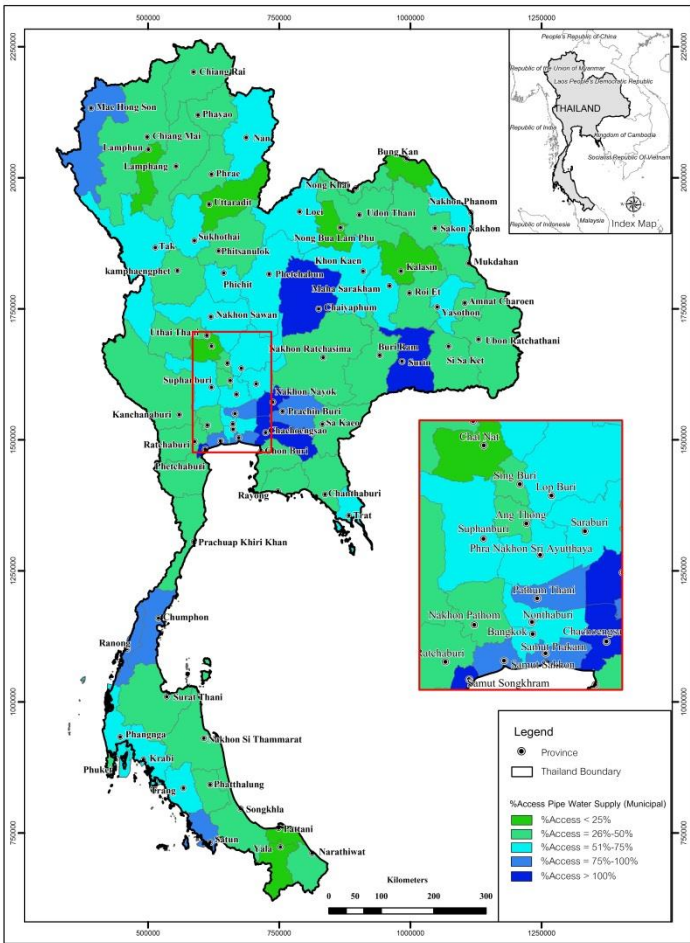 500000 750000 1000000 1250000
2250000
2000000
1750000
1500000
1250000
1000000
750000
People's Republic of China
Republic of the Union of Myanmar
Laos People's Democratic Republic
THAILAND
Republic of India
Kingdom of Cambodia
Socialist Republic Of Vietnam
Malaysia
Republic of Indonesia
Index Map
Chiang Rai
Mae Hong Son
Phayao
Chiang Mai
Nan
Lamphun
Lamphang
Phrae
Bung Kan
Nong Khai
Uttaradit
Loei
Udon Thani
Nakhon Phanom
Nong Bua Lam Phu
Sakon Nakhon
Sukhothai
Tak
Phitsanulok
Khon Kaen
Kalasin
Mukdahan
kamphaengphet
Phichit
Phetchabun
Maha Sarakham
Roi Et
Amnat Charoen
Chaiyaphum
Yasothon
Nakhon Sawan
Uthai Thani
Nakhon Ratchasima
Buri Ram
Surin
Si Sa Ket
Ubon Ratchathani
Suphanburi
Nakhon Nayok
Kanchanaburi
Prachin Buri
Sa Kaeo
Chachoengsao
Ratchaburi
Chon Buri
Phetchaburi
Rayong
Chanthaburi
Trat
Prachuap Khiri Khan
Chumphon
Ranong
Surat Thani
Phangnga
Nakhon Si Thammarat
Krabi
Phuket
Trang
Phatthalung
Songkhla
Satun
Pattani
Yala
Narathiwat
Chai Nat
Sing Buri
Lop Buri
Ang Thong
Saraburi
Suphanburi
Phra Nakhon Sri Ayutthaya
Pathum Thani
Nakhon Pathom
Nonthaburi
Bangkok
Chachoengsa
Samut Prakarn
Ratchaburi
Samut Sakhon
Samut Songkhram
Legend
Province
Thailand Boundary
%Access Pipe Water Supply (Municipal)
%Access < 25%
%Access = 26%-50%
%Access = 51%-75%
%Access = 75%-100%
%Access > 100%
Kilometers
0 50 100 200 300
500000 750000 1000000 1250000